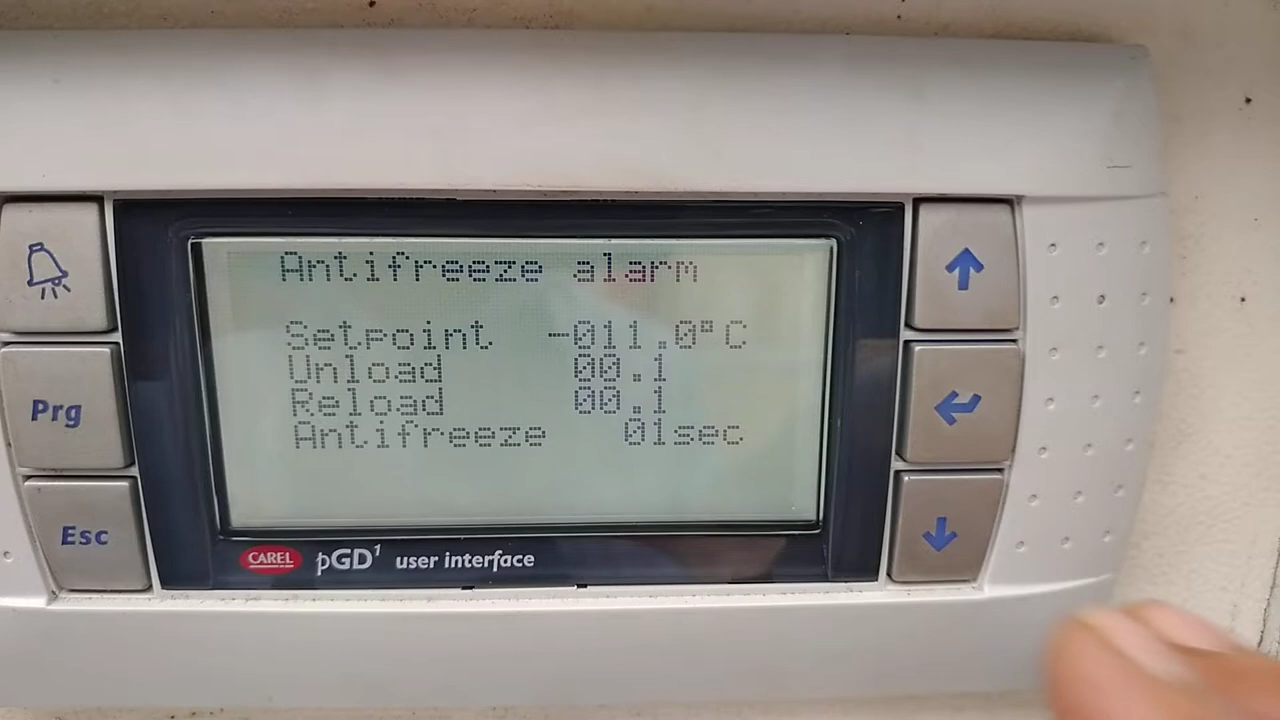 Antifreeze alarm
Setpoint -011.0°C
Unload 00.1
Reload 00.1
Antifreeze 01sec
Prg
Esc
CAREL pGD¹ user interface